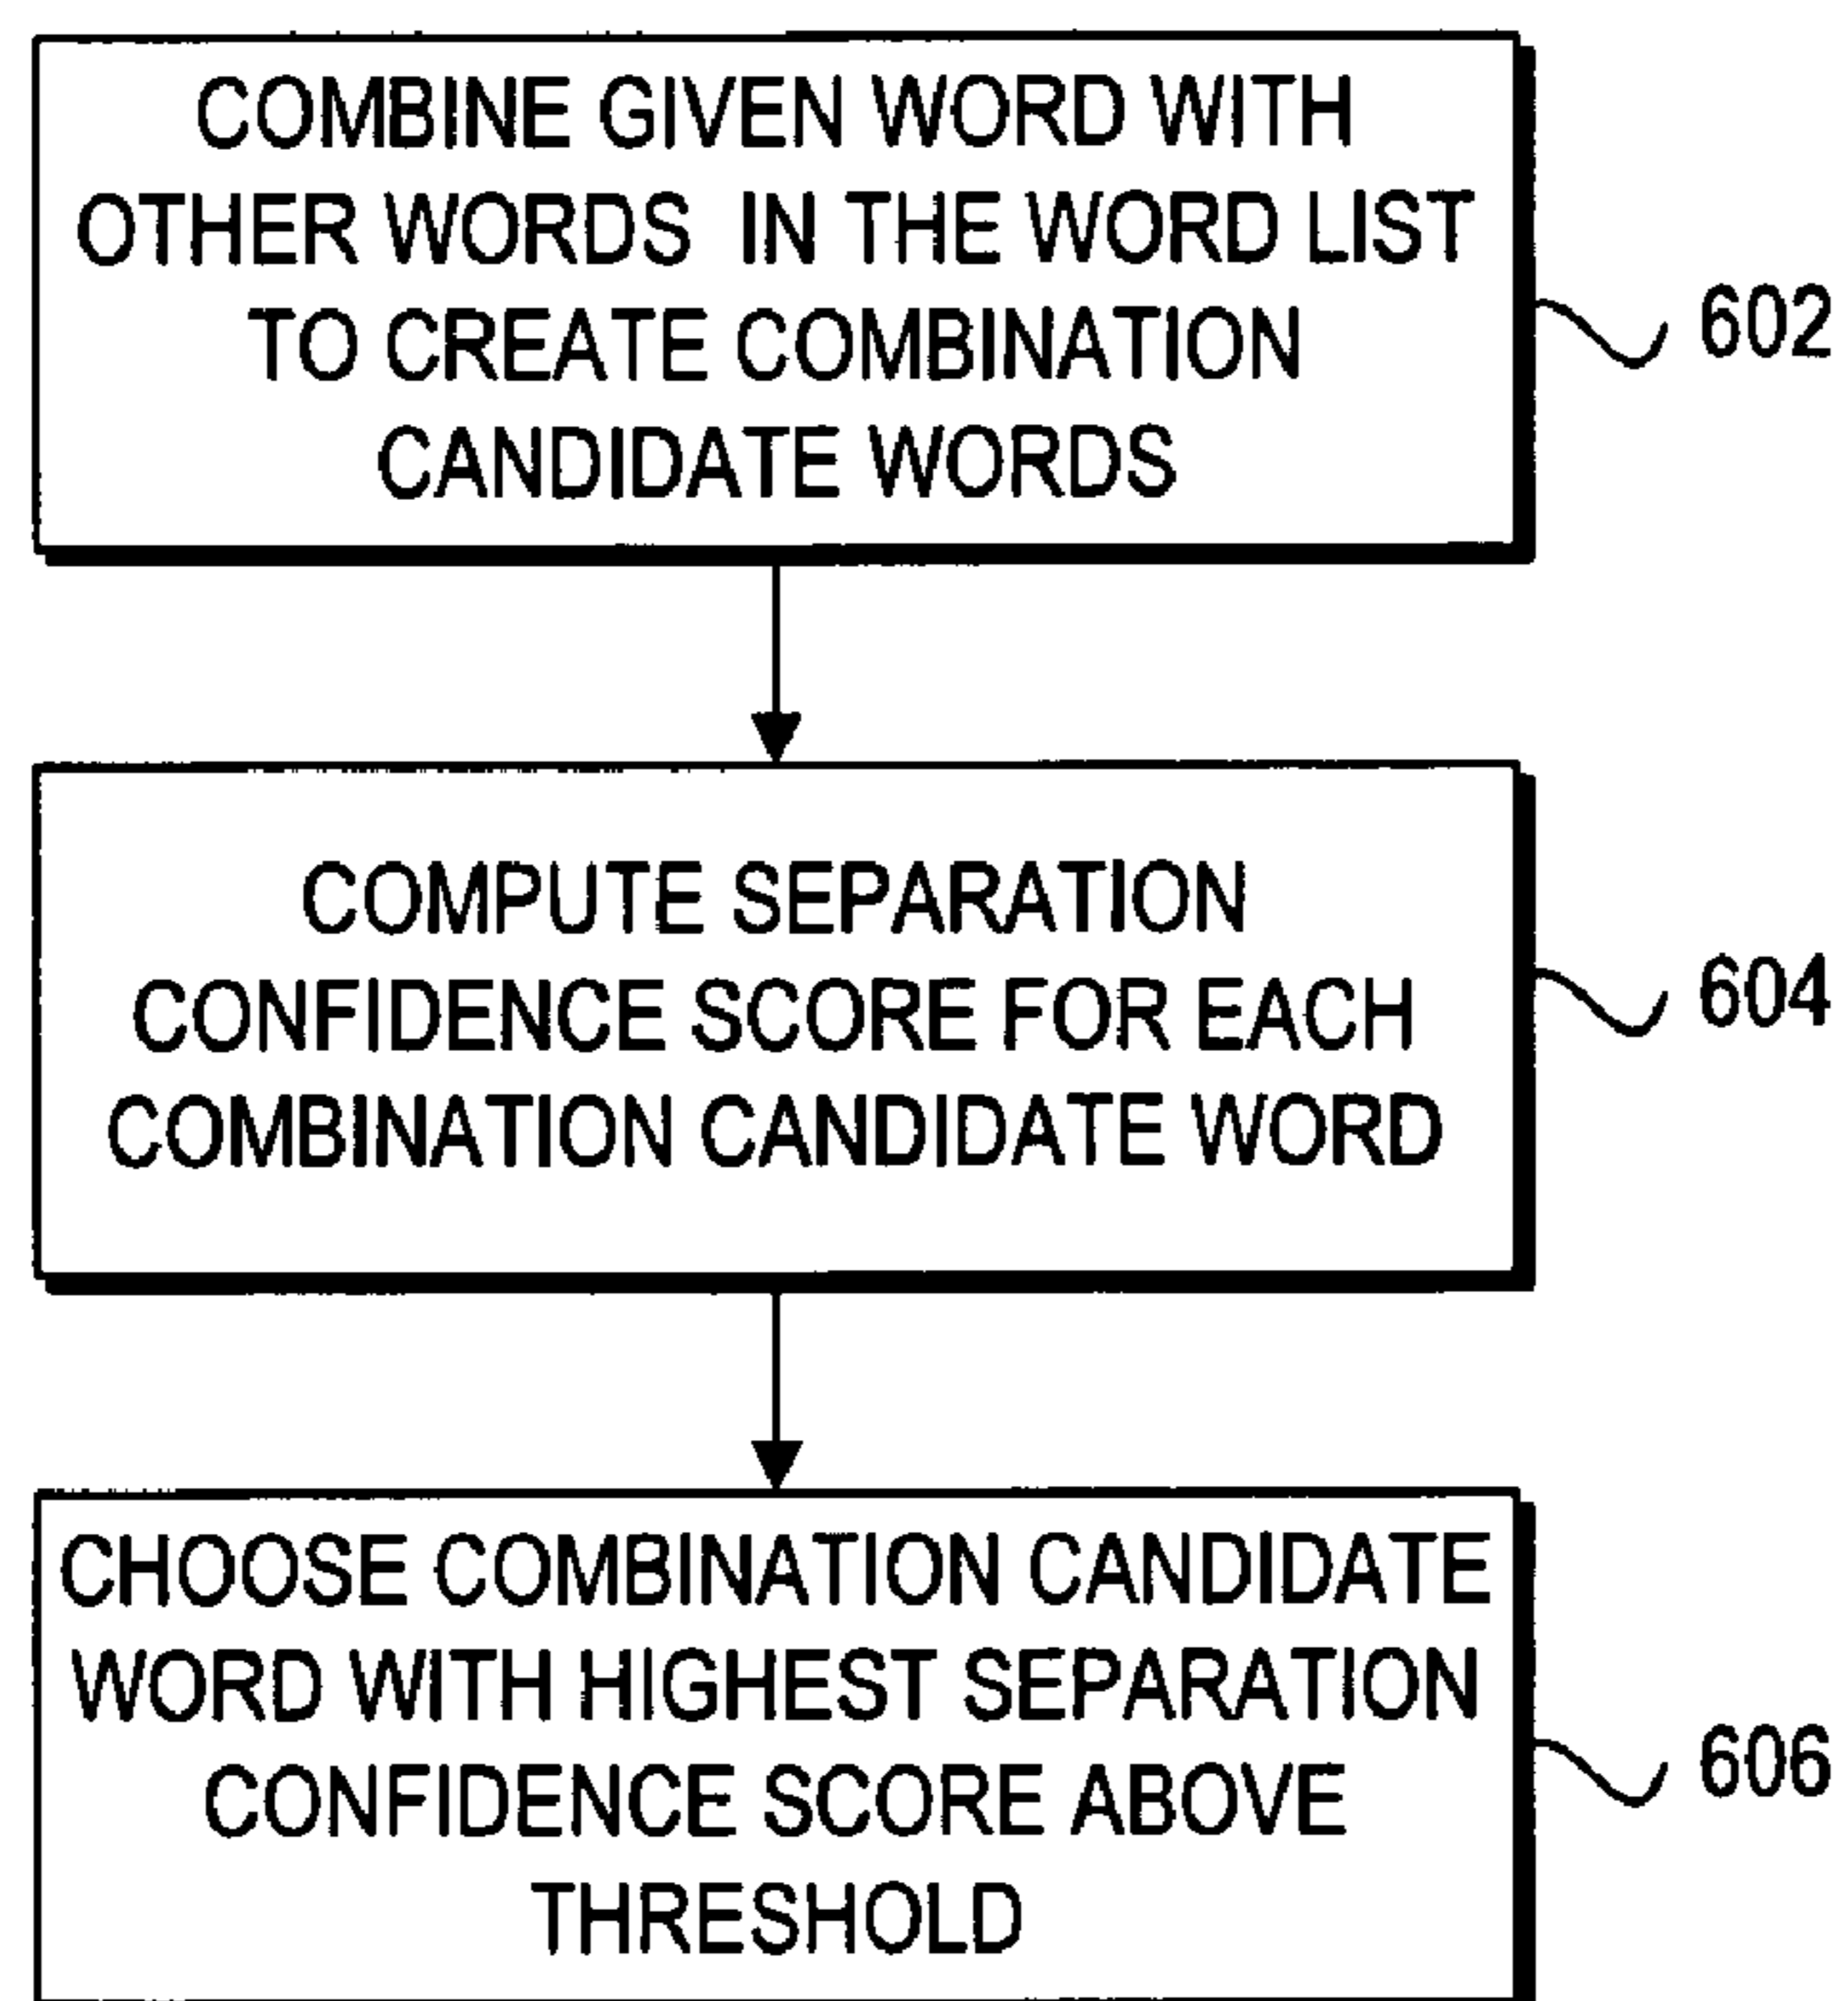 COMBINE GIVEN WORD WITH
OTHER WORDS IN THE WORD LIST
TO CREATE COMBINATION
CANDIDATE WORDS
602
COMPUTE SEPARATION
CONFIDENCE SCORE FOR EACH
COMBINATION CANDIDATE WORD
604
CHOOSE COMBINATION CANDIDATE
WORD WITH HIGHEST SEPARATION
CONFIDENCE SCORE ABOVE
THRESHOLD
606